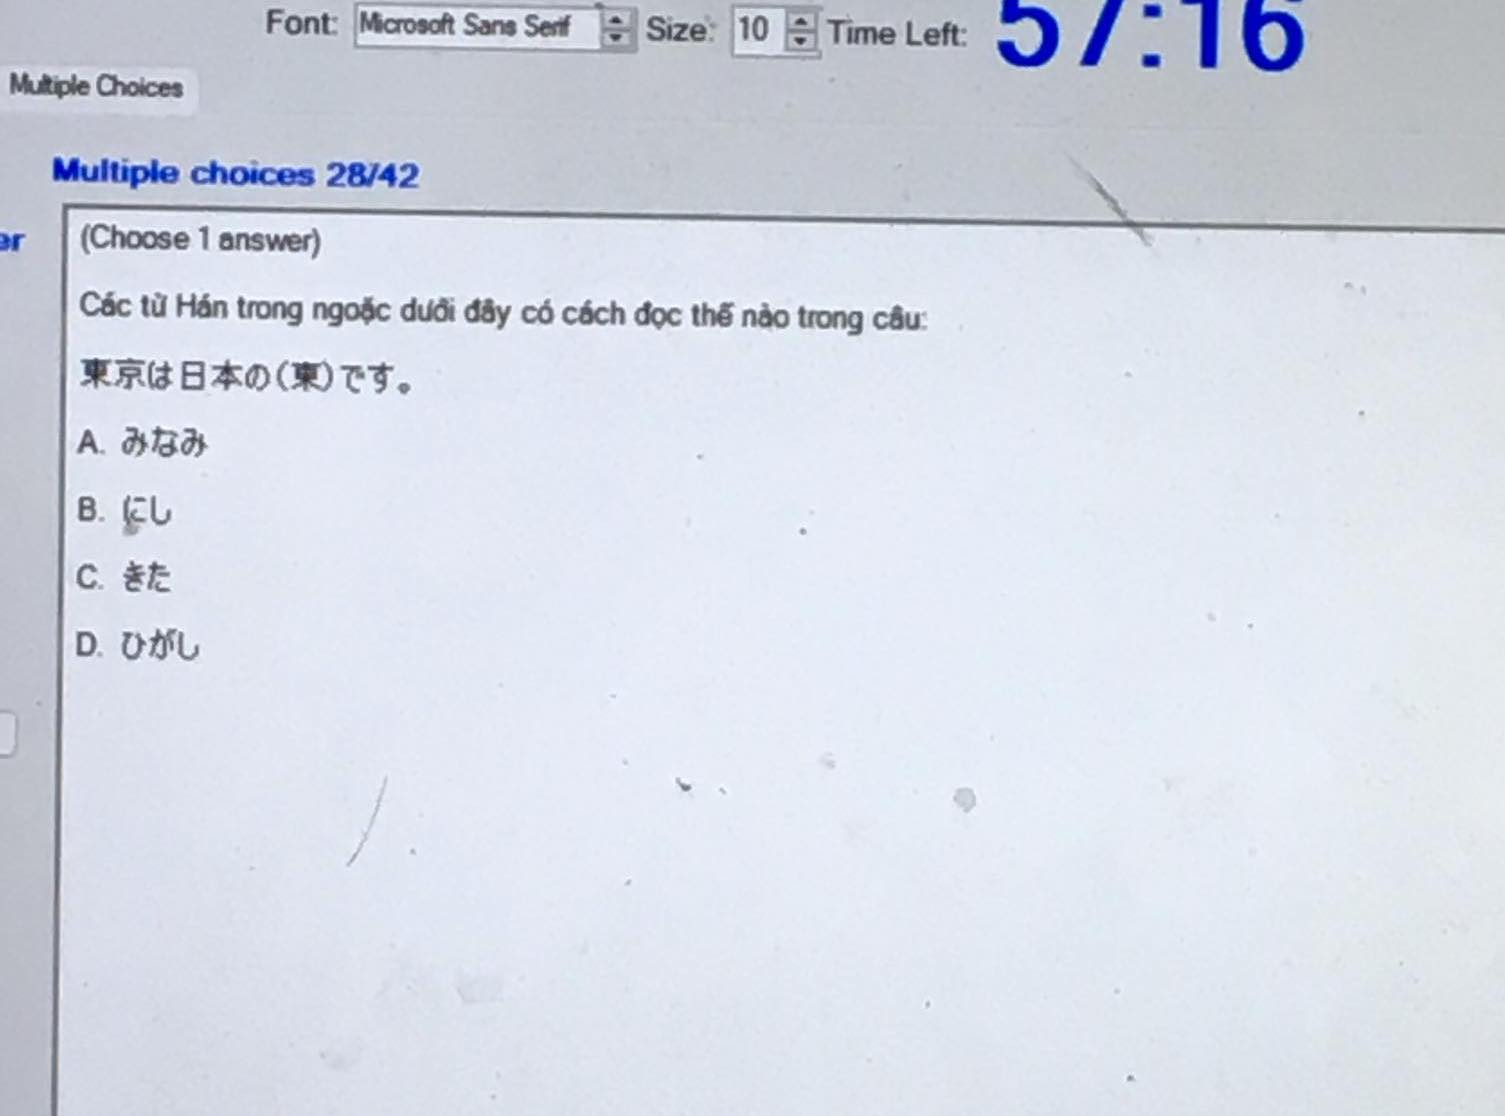 Font: Microsoft Sans Serif Size: 10 Time Left: 57:16
Multiple Choices
Multiple choices 28/42
er
(Choose 1 answer)
Các từ Hán trong ngoặc dưới đây có cách đọc thế nào trong câu:
東京は日本の(東)です。
A. みなみ
B. にし
C. きた
D. ひがし